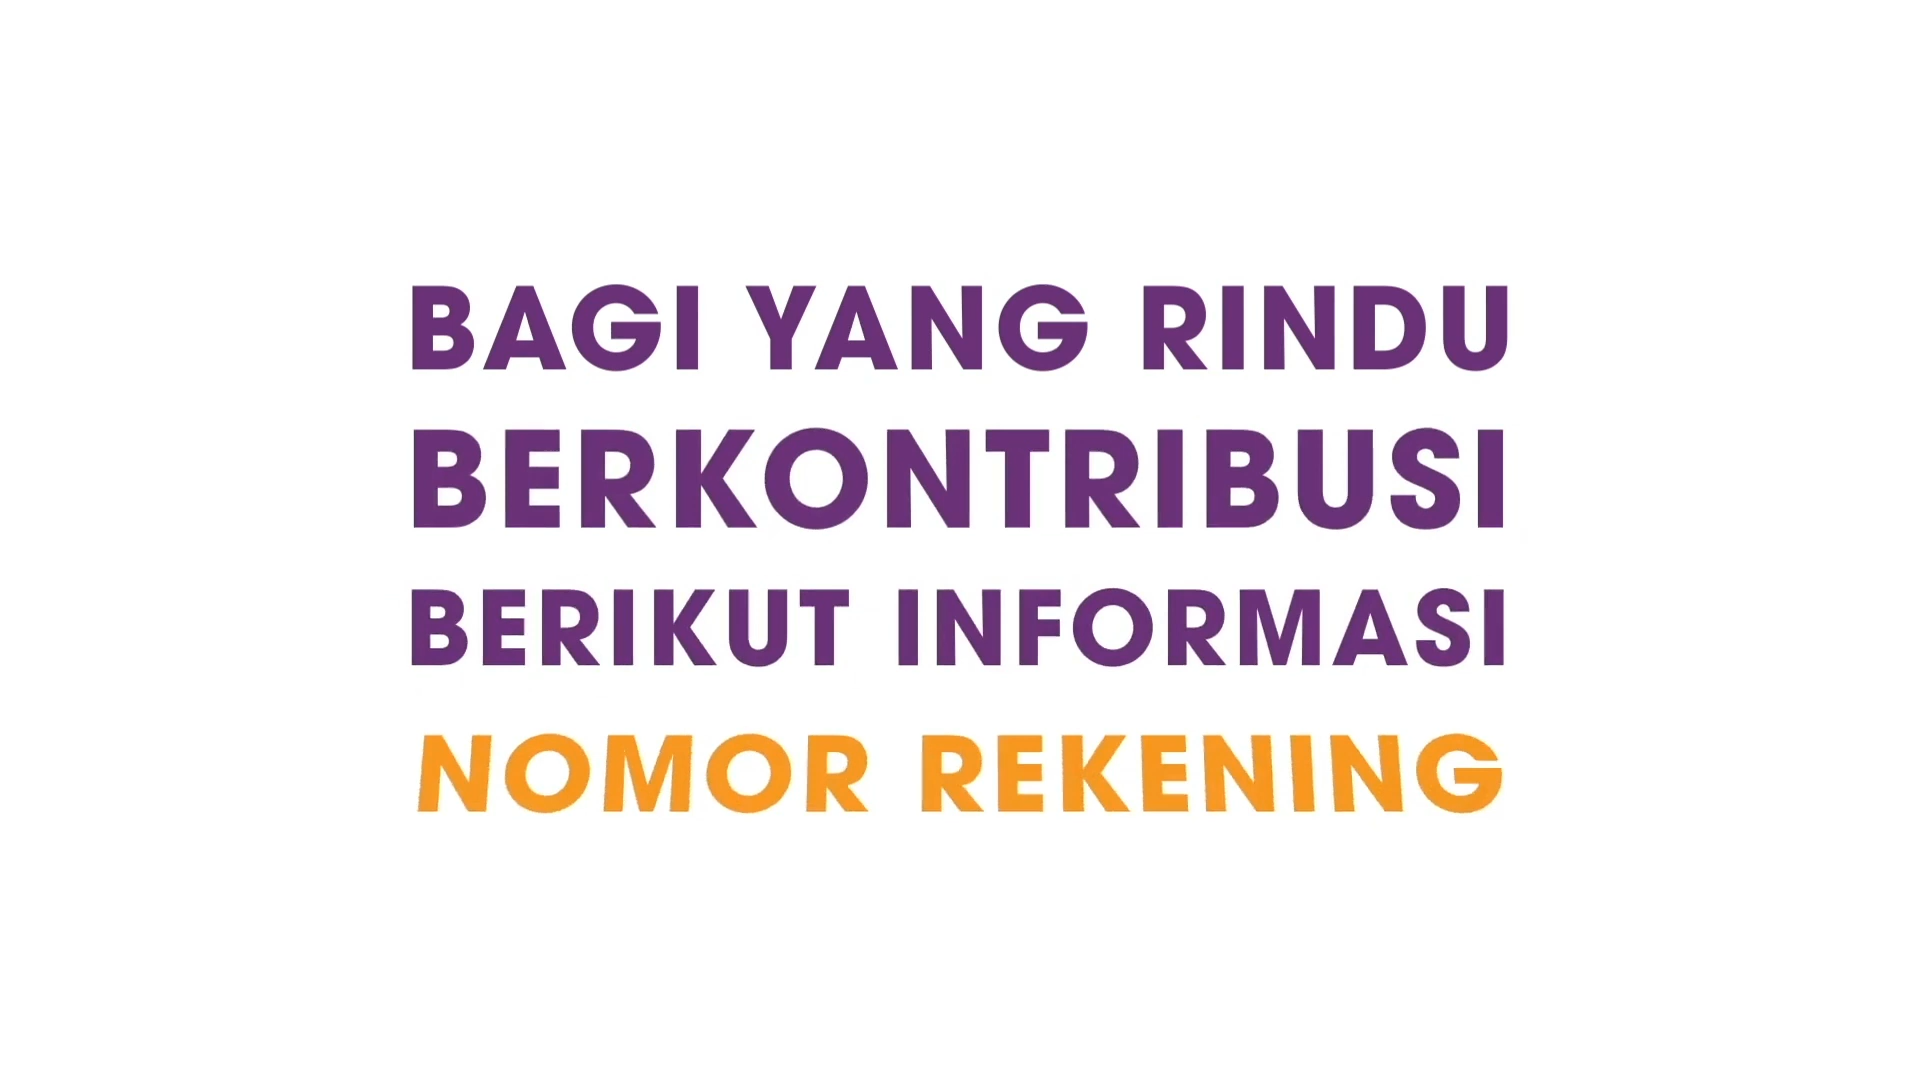 BAGI YANG RINDU
BERKONTRIBUSI
BERIKUT INFORMASI
NOMOR REKENING